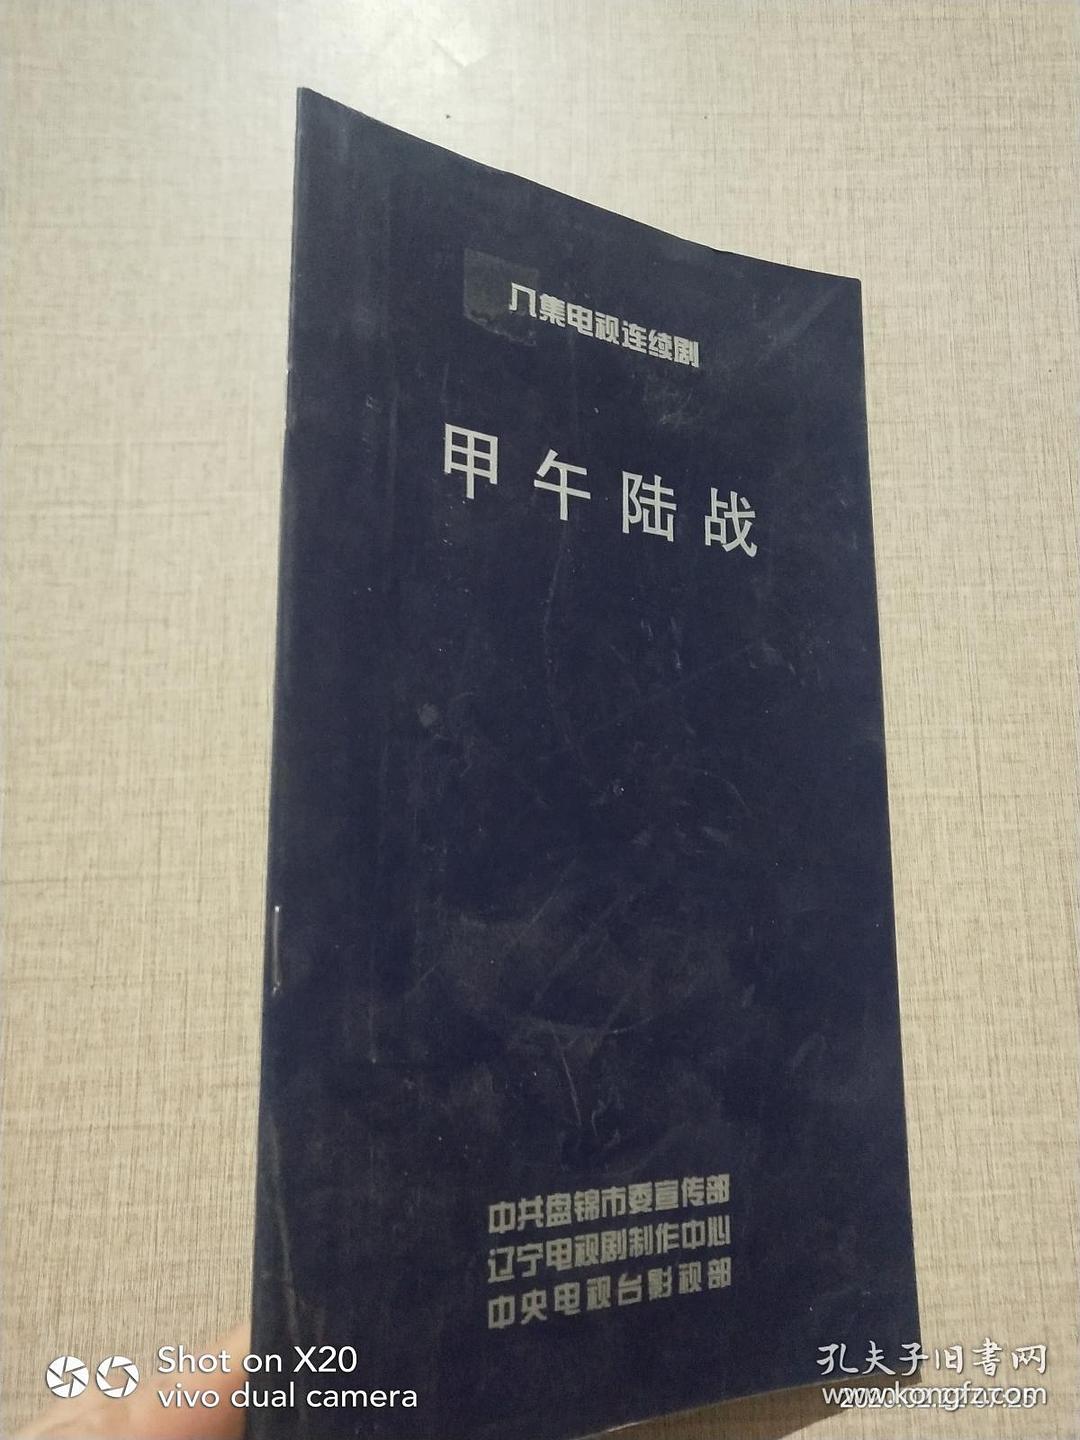 八集电视连续剧
甲午陆战
中共盘锦市委宣传部
辽宁电视剧制作中心
中央电视台影视部
Shot on X20
vivo dual camera
孔夫子旧書网
www.kongfz.com